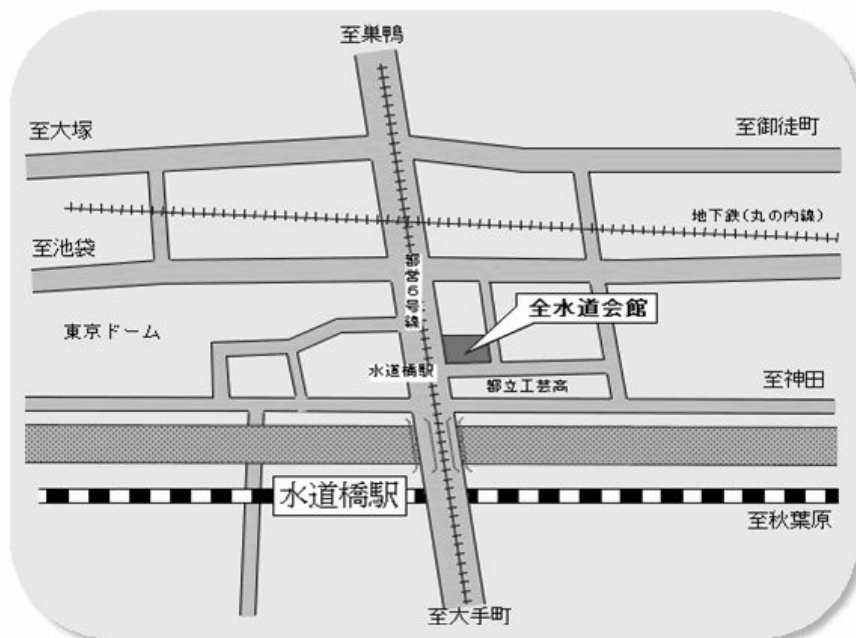 至巣鴨
至大塚
至御徒町
地下鉄(丸の内線)
至池袋
都営6号線
全水道会館
東京ドーム
水道橋駅
至神田
都立工芸高
水道橋駅
至秋葉原
至大手町